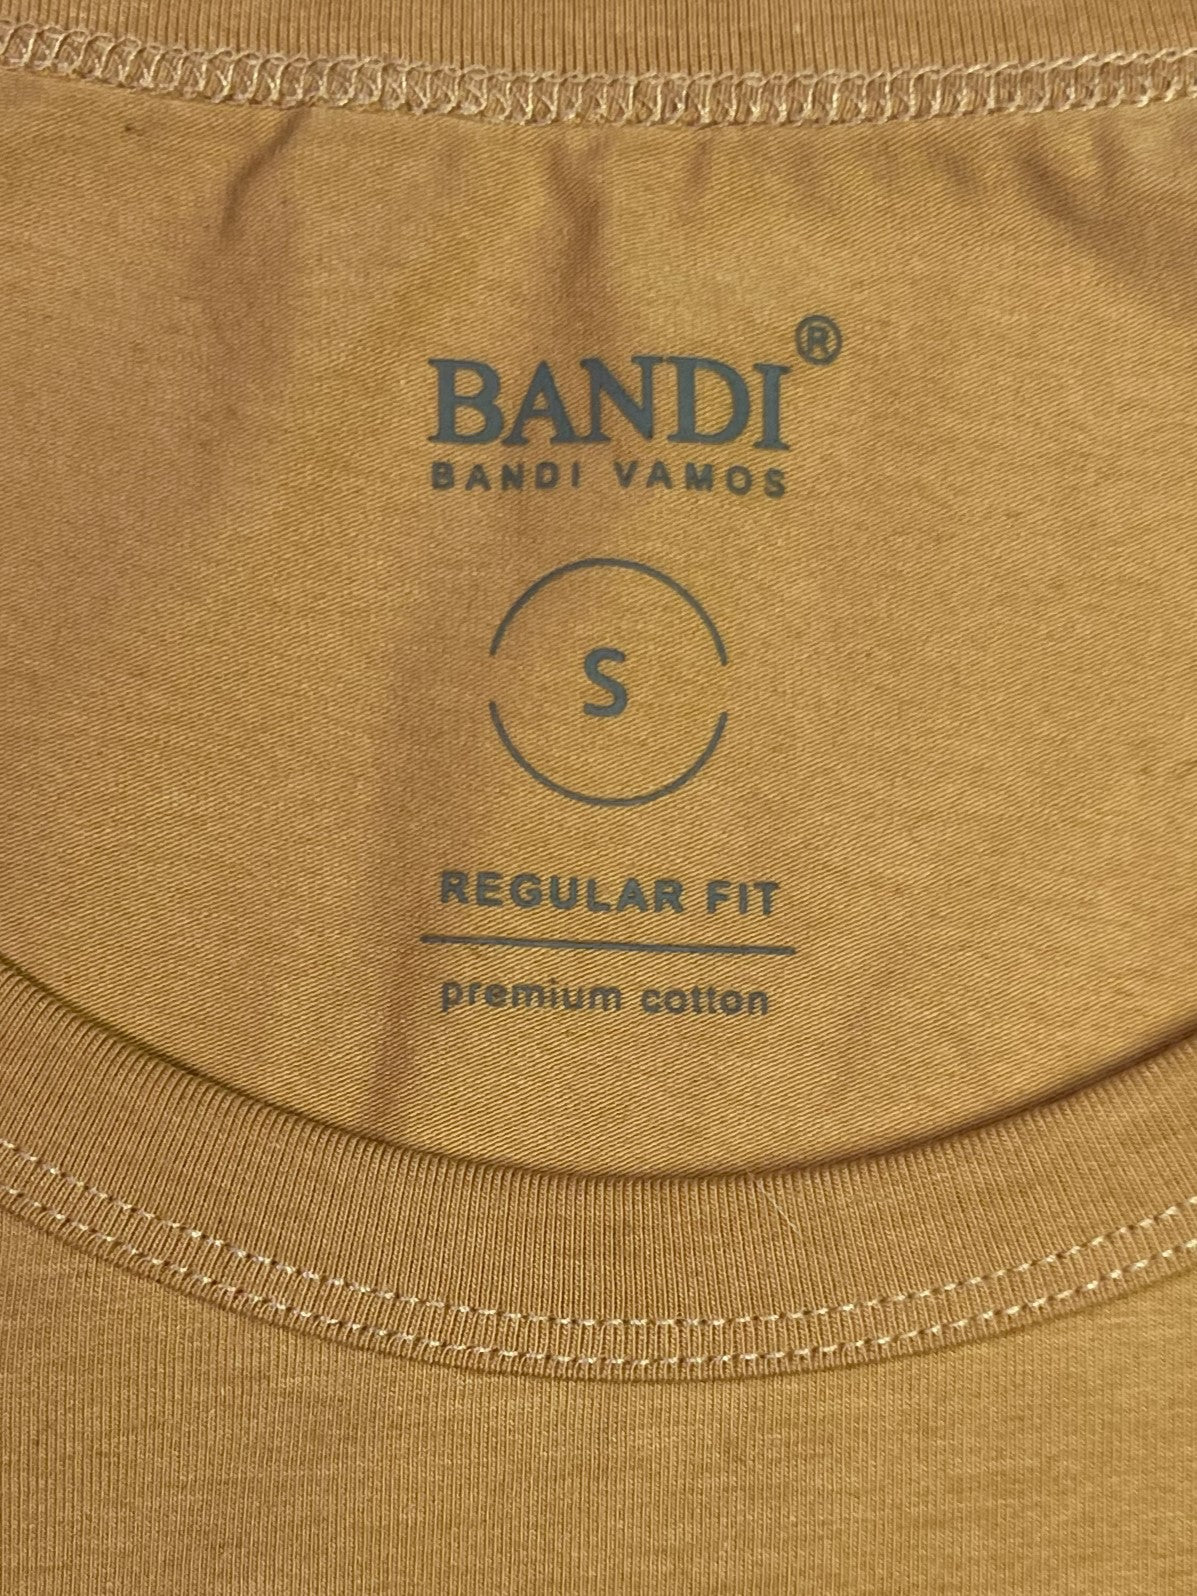 BANDI®
BANDI VAMOS
S
REGULAR FIT
premium cotton